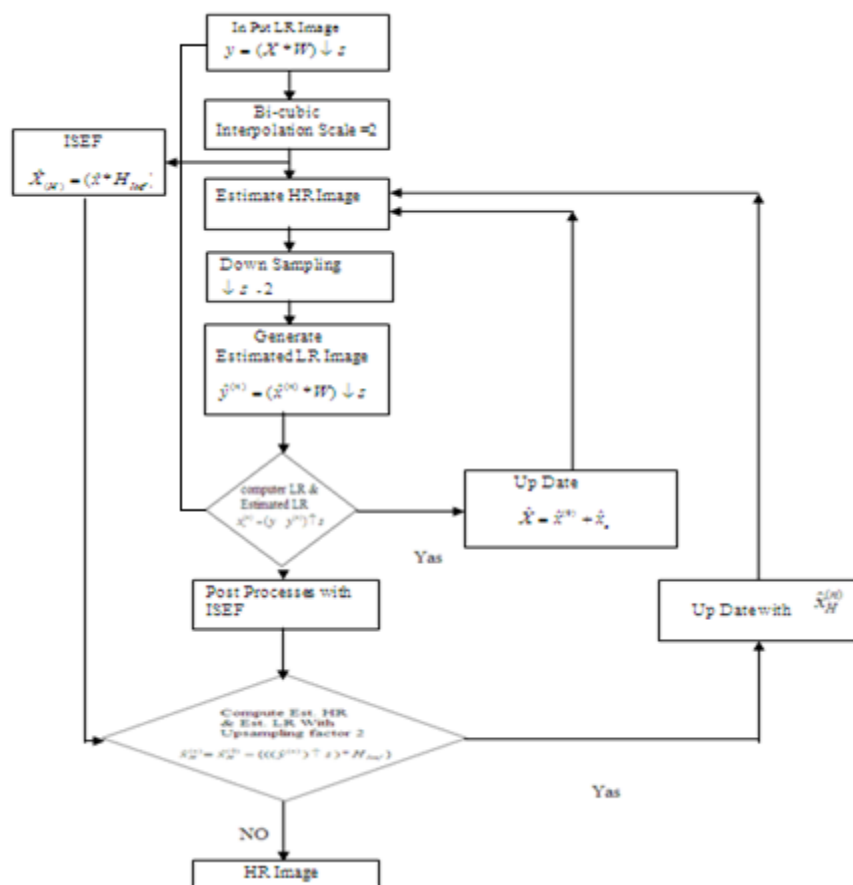 In Put LR Image
y = (X * W) ↓ s
Bi-cubic
Interpolation Scale =2
ISEF
X̂(H) = (x̂ * H
Estimate HR Image
Down Sampling
↓ s - 2
Generate
Estimated LR Image
ŷ⁽ⁿ⁾ = (x̂⁽ⁿ⁾ * W) ↓ s
computer LR &
Estimated LR
Up Date
Yas
Post Processes with
ISEF
Up Date with
Compute Est. HR
& Est. LR With
Upsampling factor 2
Yas
NO
HR Image